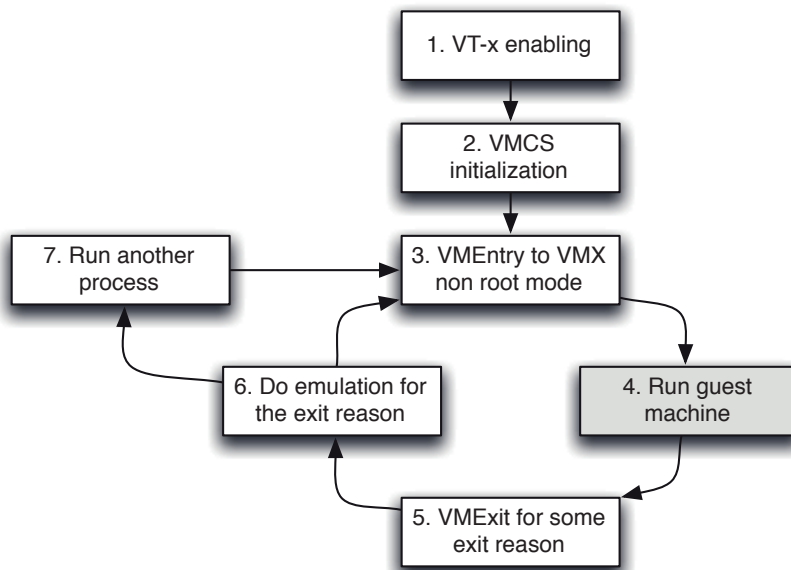 1. VT-x enabling
2. VMCS
initialization
3. VMEntry to VMX
non root mode
4. Run guest
machine
5. VMExit for some
exit reason
6. Do emulation for
the exit reason
7. Run another
process